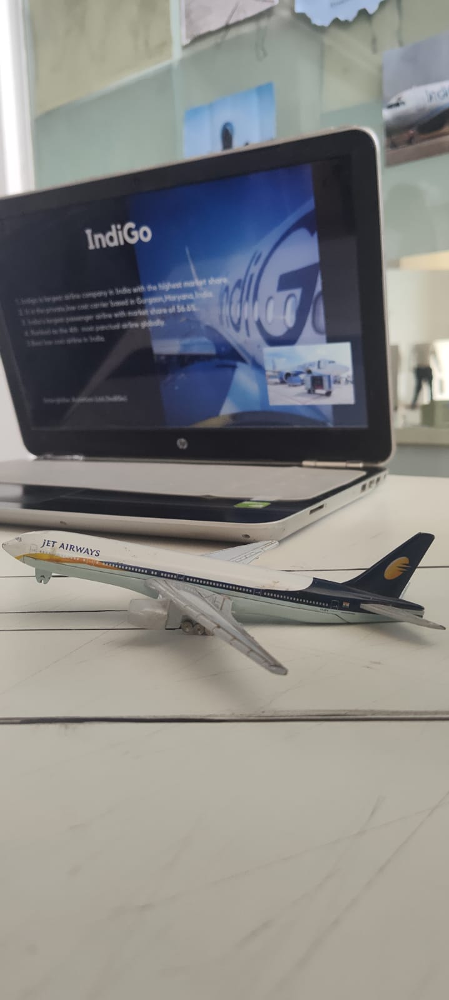 IndiGo
IndiGo
1. Indigo is largest airline company in India with the highest market share.
2. It is the private, low cost carrier based in Gurgaon, Haryana, India.
3. India's largest passenger airline with market share of 56.6%.
4. Ranked as the 4th most punctual airline globally.
5.Best low cost airline in India.
hp
JET AIRWAYS